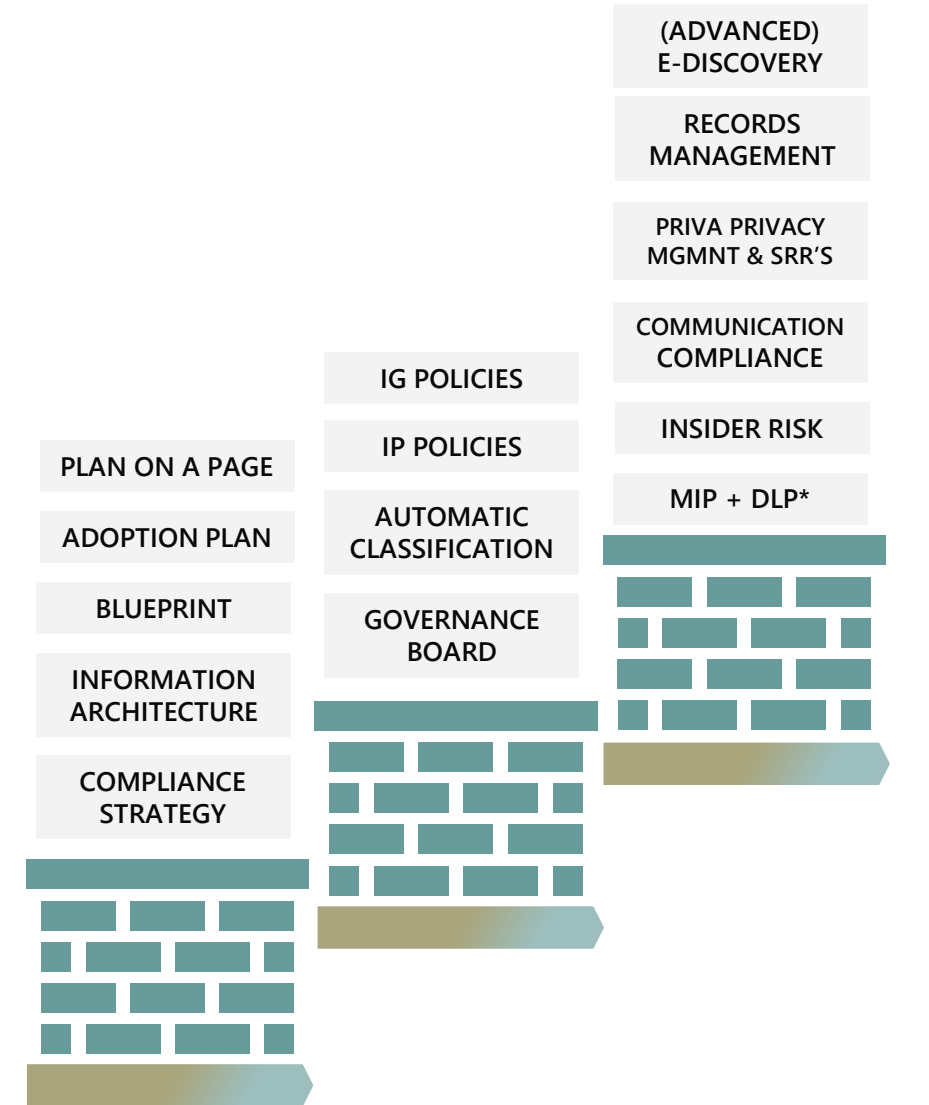 PLAN ON A PAGE
ADOPTION PLAN
BLUEPRINT
INFORMATION
ARCHITECTURE
COMPLIANCE
STRATEGY
IG POLICIES
IP POLICIES
AUTOMATIC
CLASSIFICATION
GOVERNANCE
BOARD
(ADVANCED)
E-DISCOVERY
RECORDS
MANAGEMENT
PRIVA PRIVACY
MGMNT & SRR’S
COMMUNICATION
COMPLIANCE
INSIDER RISK
MIP + DLP*